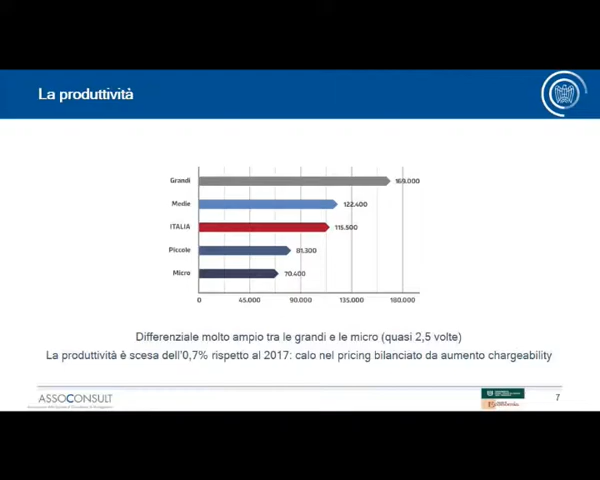 La produttività
Grandi 169.000
Medie 122.400
ITALIA 115.500
Piccole 81.300
Micro 70.400
0 45.000 90.000 135.000 180.000
Differenziale molto ampio tra le grandi e le micro (quasi 2,5 volte)
La produttività è scesa dell'0,7% rispetto al 2017: calo nel pricing bilanciato da aumento chargeability
ASSOCONSULT
7